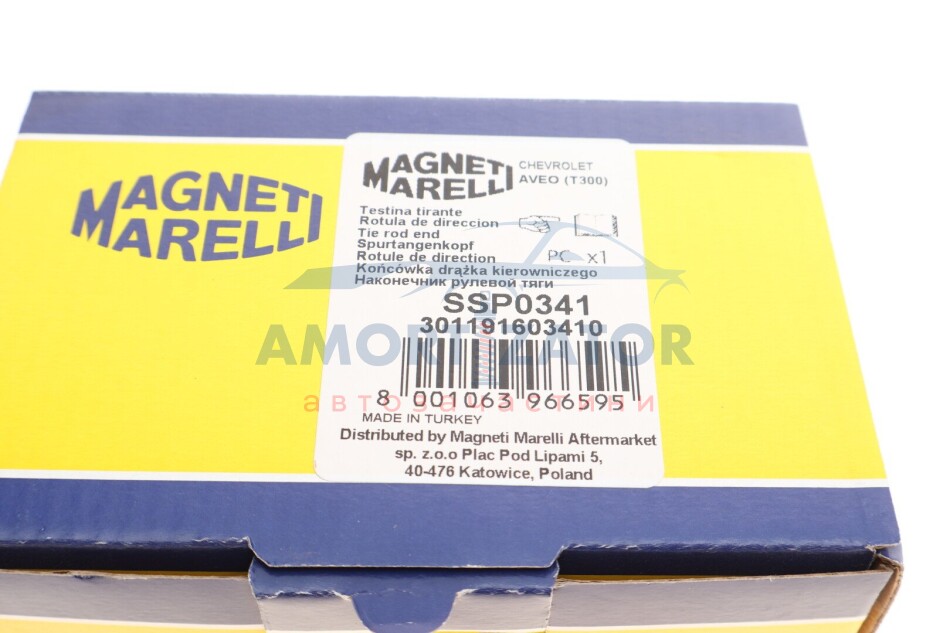 MAGNETI
MARELLI
MAGNETI
MARELLI
CHEVROLET
AVEO (T300)
Testina tirante
Rotula de direccion
Tie rod end
Spurtangenkopf
Rotule de direction
Końcówka drążka kierowniczego
Наконечник рулевой тяги
PC x1
SSP0341
301191603410
AMORTIZATOR
8 001063 966595
автозапчастини
MADE IN TURKEY
Distributed by Magneti Marelli Aftermarket
sp. z.o.o Plac Pod Lipami 5,
40-476 Katowice, Poland